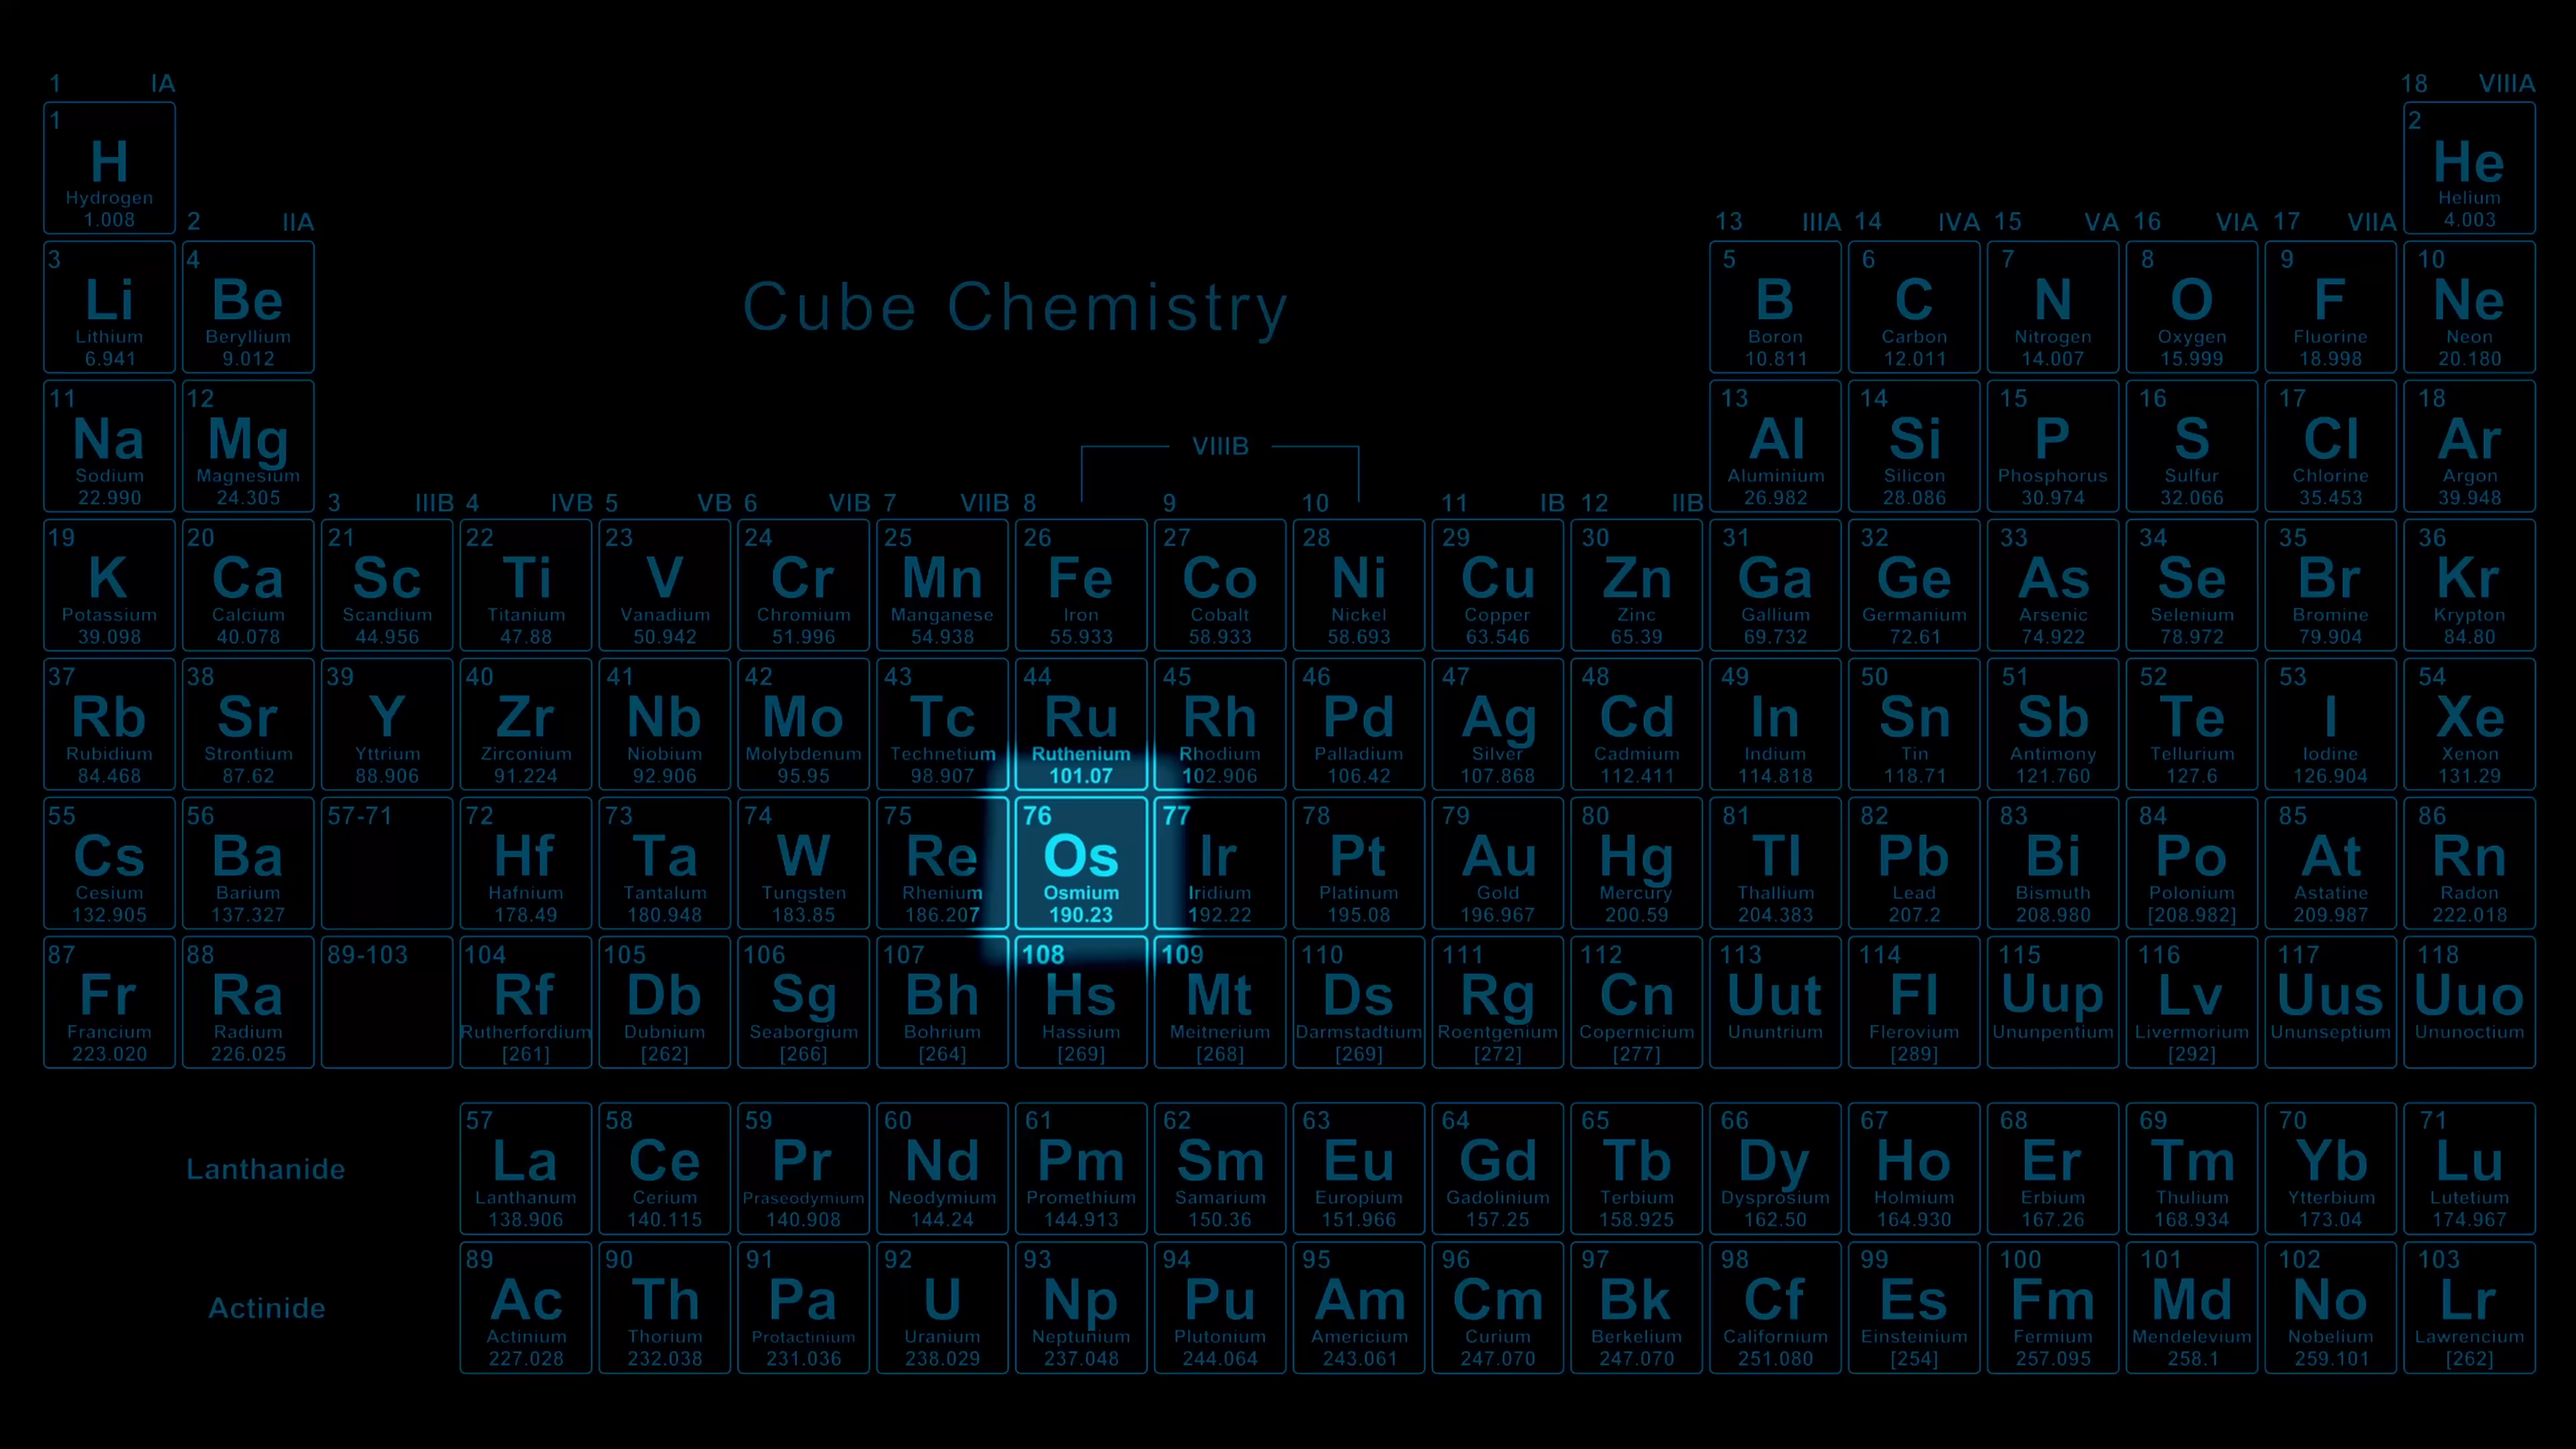 1 IA 18 VIIIA
1 2
H He
Hydrogen Helium
1.008 4.003
2 IIA 13 IIIA 14 IVA 15 VA 16 VIA 17 VIIA
3 4 5 6 7 8 9 10
Li Be B C N O F Ne
Lithium Beryllium Boron Carbon Nitrogen Oxygen Fluorine Neon
6.941 9.012 10.811 12.011 14.007 15.999 18.998 20.180
Cube Chemistry
11 12 13 14 15 16 17 18
Na Mg Al Si P S Cl Ar
Sodium Magnesium Aluminium Silicon Phosphorus Sulfur Chlorine Argon
22.990 24.305 26.982 28.086 30.974 32.066 35.453 39.948
VIIIB
3 IIIB 4 IVB 5 VB 6 VIB 7 VIIB 8 9 10 11 IB 12 IIB
19 20 21 22 23 24 25 26 27 28 29 30 31 32 33 34 35 36
K Ca Sc Ti V Cr Mn Fe Co Ni Cu Zn Ga Ge As Se Br Kr
Potassium Calcium Scandium Titanium Vanadium Chromium Manganese Iron Cobalt Nickel Copper Zinc Gallium Germanium Arsenic Selenium Bromine Krypton
39.098 40.078 44.956 47.88 50.942 51.996 54.938 55.933 58.933 58.693 63.546 65.39 69.732 72.61 74.922 78.972 79.904 84.80
37 38 39 40 41 42 43 44 45 46 47 48 49 50 51 52 53 54
Rb Sr Y Zr Nb Mo Tc Ru Rh Pd Ag Cd In Sn Sb Te I Xe
Rubidium Strontium Yttrium Zirconium Niobium Molybdenum Technetium Ruthenium Rhodium Palladium Silver Cadmium Indium Tin Antimony Tellurium Iodine Xenon
84.468 87.62 88.906 91.224 92.906 95.95 98.907 101.07 102.906 106.42 107.868 112.411 114.818 118.71 121.760 127.6 126.904 131.29
55 56 57-71 72 73 74 75 76 77 78 79 80 81 82 83 84 85 86
Cs Ba Hf Ta W Re Os Ir Pt Au Hg Tl Pb Bi Po At Rn
Cesium Barium Hafnium Tantalum Tungsten Rhenium Osmium Iridium Platinum Gold Mercury Thallium Lead Bismuth Polonium Astatine Radon
132.905 137.327 178.49 180.948 183.85 186.207 190.23 192.22 195.08 196.967 200.59 204.383 207.2 208.980 [208.982] 209.987 222.018
87 88 89-103 104 105 106 107 108 109 110 111 112 113 114 115 116 117 118
Fr Ra Rf Db Sg Bh Hs Mt Ds Rg Cn Uut Fl Uup Lv Uus Uuo
Francium Radium Rutherfordium Dubnium Seaborgium Bohrium Hassium Meitnerium Darmstadtium Roentgenium Copernicium Ununtrium Flerovium Ununpentium Livermorium Ununseptium Ununoctium
223.020 226.025 [261] [262] [266] [264] [269] [268] [269] [272] [277] [289] [292]
57 58 59 60 61 62 63 64 65 66 67 68 69 70 71
Lanthanide La Ce Pr Nd Pm Sm Eu Gd Tb Dy Ho Er Tm Yb Lu
Lanthanum Cerium Praseodymium Neodymium Promethium Samarium Europium Gadolinium Terbium Dysprosium Holmium Erbium Thulium Ytterbium Lutetium
138.906 140.115 140.908 144.24 144.913 150.36 151.966 157.25 158.925 162.50 164.930 167.26 168.934 173.04 174.967
89 90 91 92 93 94 95 96 97 98 99 100 101 102 103
Actinide Ac Th Pa U Np Pu Am Cm Bk Cf Es Fm Md No Lr
Actinium Thorium Protactinium Uranium Neptunium Plutonium Americium Curium Berkelium Californium Einsteinium Fermium Mendelevium Nobelium Lawrencium
227.028 232.038 231.036 238.029 237.048 244.064 243.061 247.070 247.070 251.080 [254] 257.095 258.1 259.101 [262]